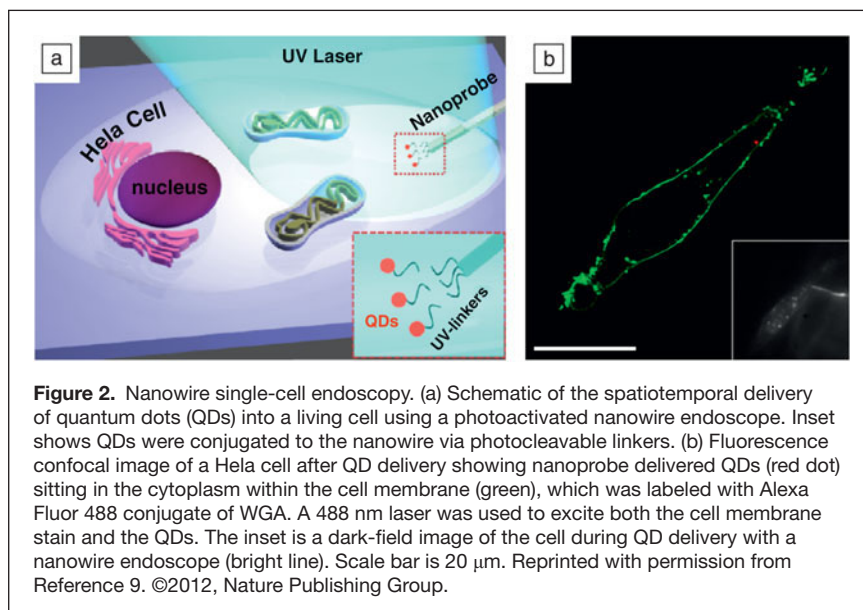 a
UV Laser
Nanoprobe
Hela Cell
nucleus
QDs
UV-linkers
b
Figure 2. Nanowire single-cell endoscopy. (a) Schematic of the spatiotemporal delivery
of quantum dots (QDs) into a living cell using a photoactivated nanowire endoscope. Inset
shows QDs were conjugated to the nanowire via photocleavable linkers. (b) Fluorescence
confocal image of a Hela cell after QD delivery showing nanoprobe delivered QDs (red dot)
sitting in the cytoplasm within the cell membrane (green), which was labeled with Alexa
Fluor 488 conjugate of WGA. A 488 nm laser was used to excite both the cell membrane
stain and the QDs. The inset is a dark-field image of the cell during QD delivery with a
nanowire endoscope (bright line). Scale bar is 20 μm. Reprinted with permission from
Reference 9. ©2012, Nature Publishing Group.